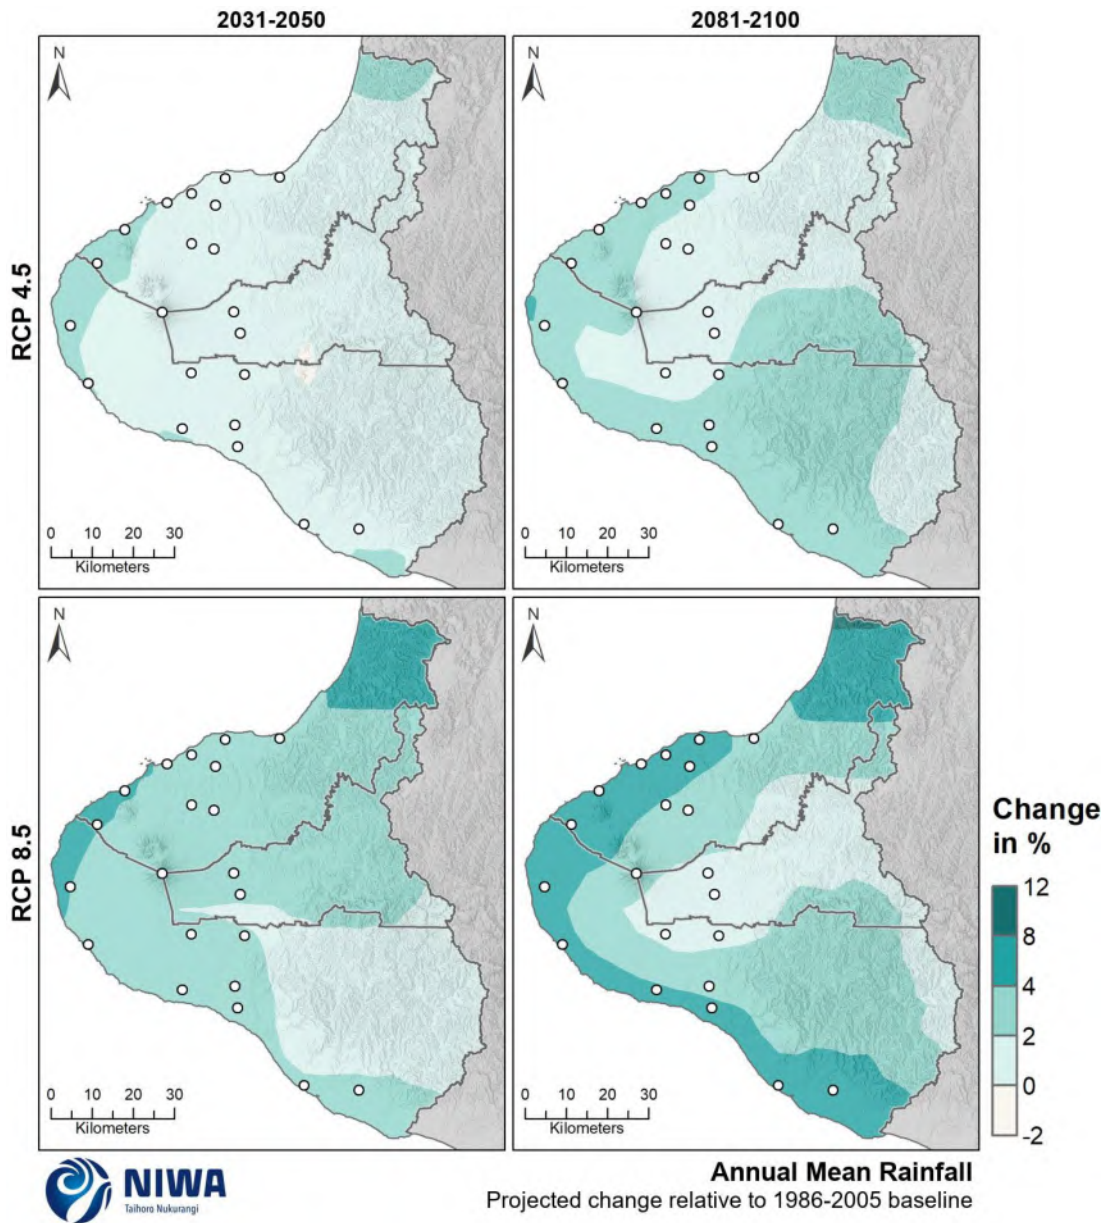 2031-2050
2081-2100
RCP 4.5
N
0 10 20 30
Kilometers
N
0 10 20 30
Kilometers
RCP 8.5
N
0 10 20 30
Kilometers
N
0 10 20 30
Kilometers
Change
in %
12
8
4
2
0
-2
NIWA
Taihoro Nukurangi
Annual Mean Rainfall
Projected change relative to 1986-2005 baseline